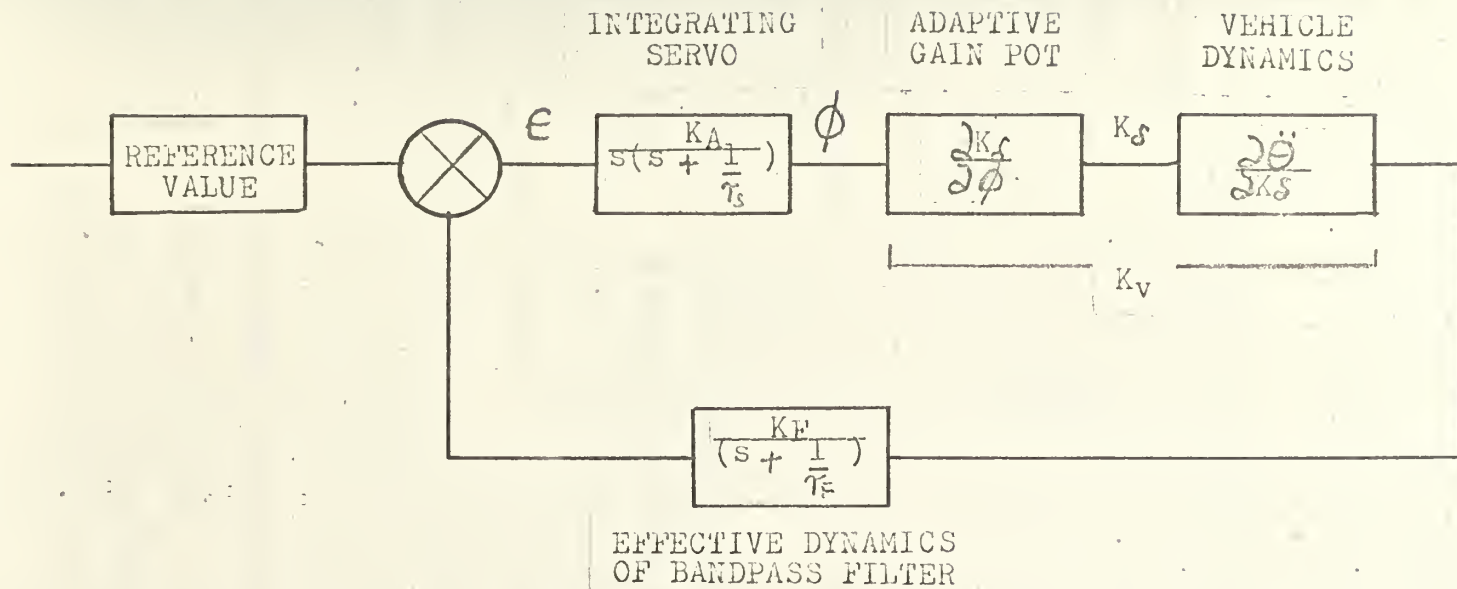 INTEGRATING
SERVO
ADAPTIVE
GAIN POT
VEHICLE
DYNAMICS
REFERENCE
VALUE
ϵ
K_A
s(s + 1/τ_s)
ϕ
∂K_δ
∂ϕ
K_δ
∂θ̈
∂K_δ
K_V
K_F
(s + 1/τ_F)
EFFECTIVE DYNAMICS
OF BANDPASS FILTER